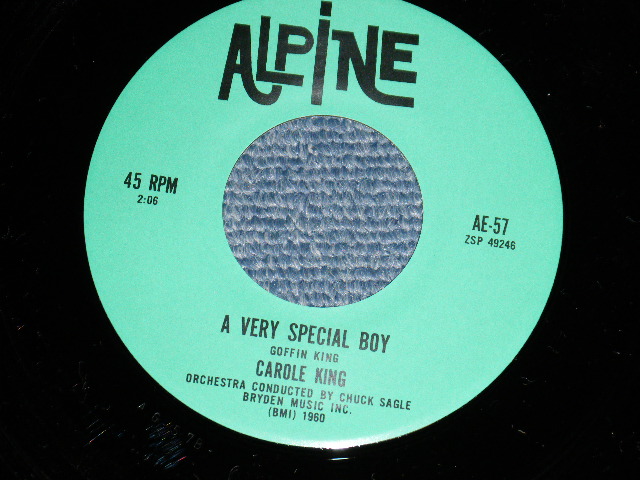 ALPINE
45 RPM
2:06
AE-57
ZSP 49246
A VERY SPECIAL BOY
GOFFIN KING
CAROLE KING
ORCHESTRA CONDUCTED BY CHUCK SAGLE
BRYDEN MUSIC INC.
(BMI) 1960